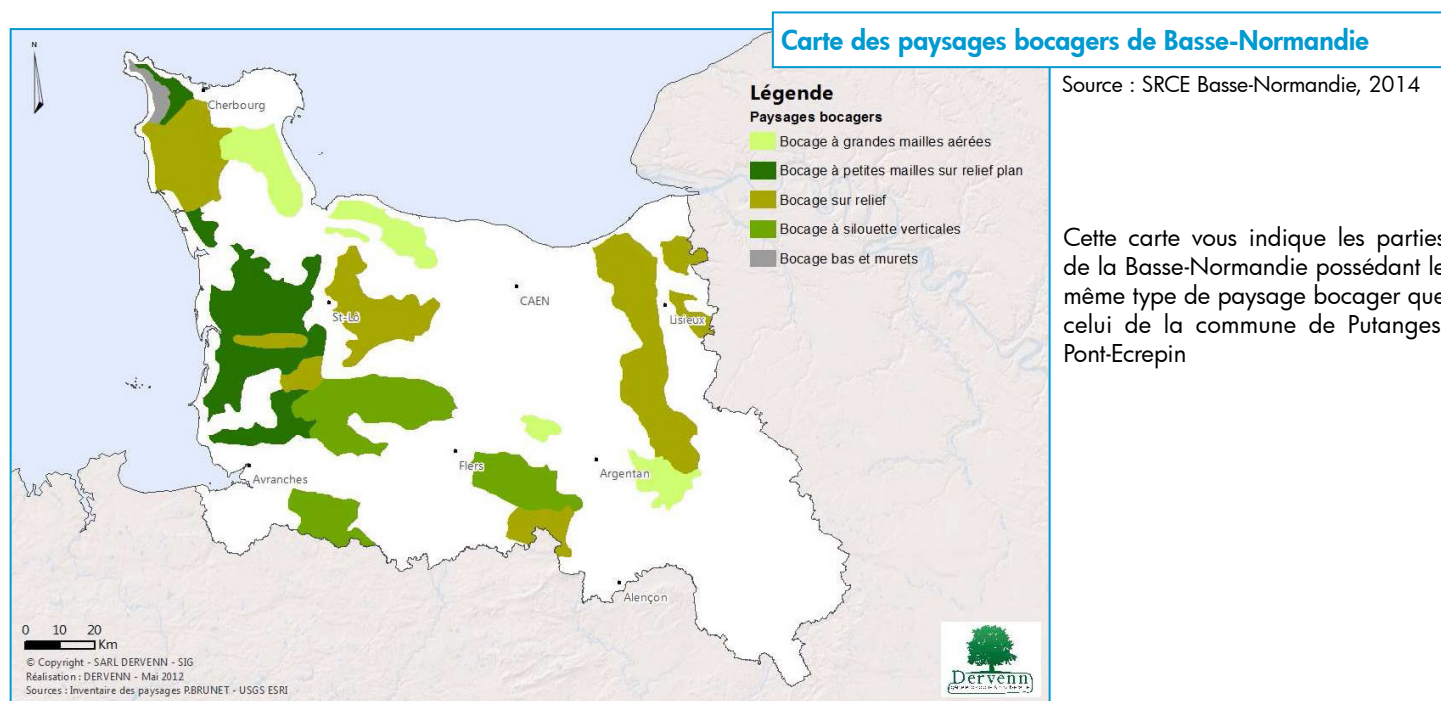 Carte des paysages bocagers de Basse-Normandie
Source : SRCE Basse-Normandie, 2014
N
Légende
Paysages bocagers
Bocage à grandes mailles aérées
Bocage à petites mailles sur relief plan
Bocage sur relief
Bocage à silouette verticales
Bocage bas et murets
Cherbourg
CAEN
St-Lô
Lisieux
Flers
Argentan
Avranches
Alençon
Cette carte vous indique les parties
de la Basse-Normandie possédant le
même type de paysage bocager que
celui de la commune de Putanges
Pont-Ecrepin
0 10 20
Km
© Copyright - SARL DERVENN - SIG
Réalisation : DERVENN - Mai 2012
Sources : Inventaire des paysages P.BRUNET - USGS ESRI
Dervenn